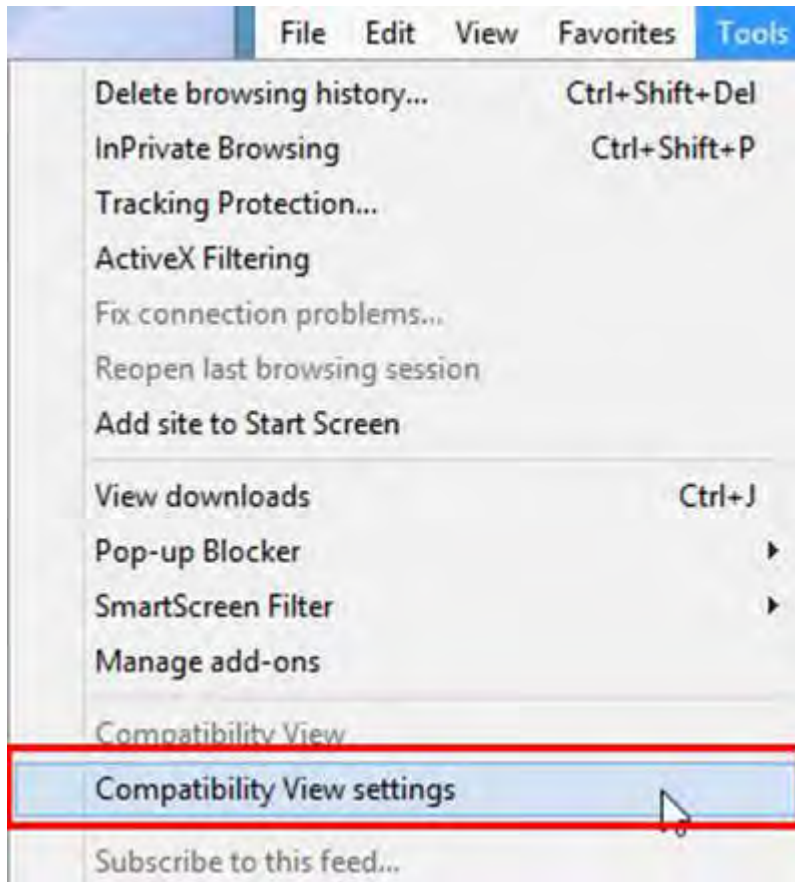 File Edit View Favorites Tools
Delete browsing history... Ctrl+Shift+Del
InPrivate Browsing Ctrl+Shift+P
Tracking Protection...
ActiveX Filtering
Fix connection problems...
Reopen last browsing session
Add site to Start Screen
View downloads Ctrl+J
Pop-up Blocker
SmartScreen Filter
Manage add-ons
Compatibility View
Compatibility View settings
Subscribe to this feed...